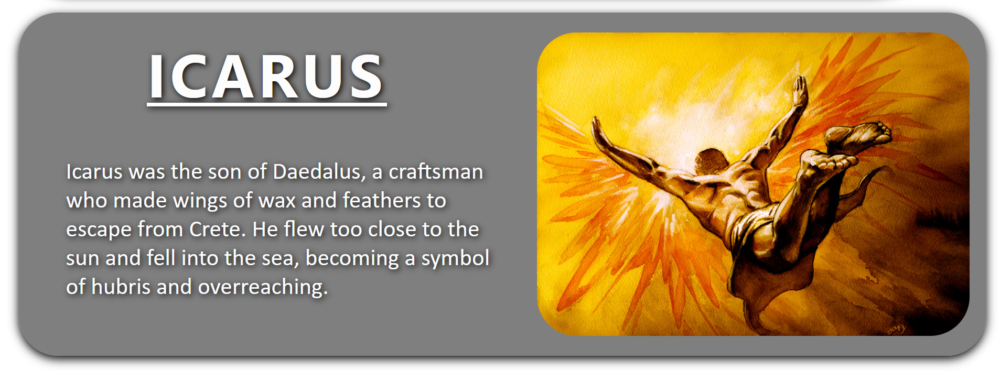 ICARUS
Icarus was the son of Daedalus, a craftsman
who made wings of wax and feathers to
escape from Crete. He flew too close to the
sun and fell into the sea, becoming a symbol
of hubris and overreaching.